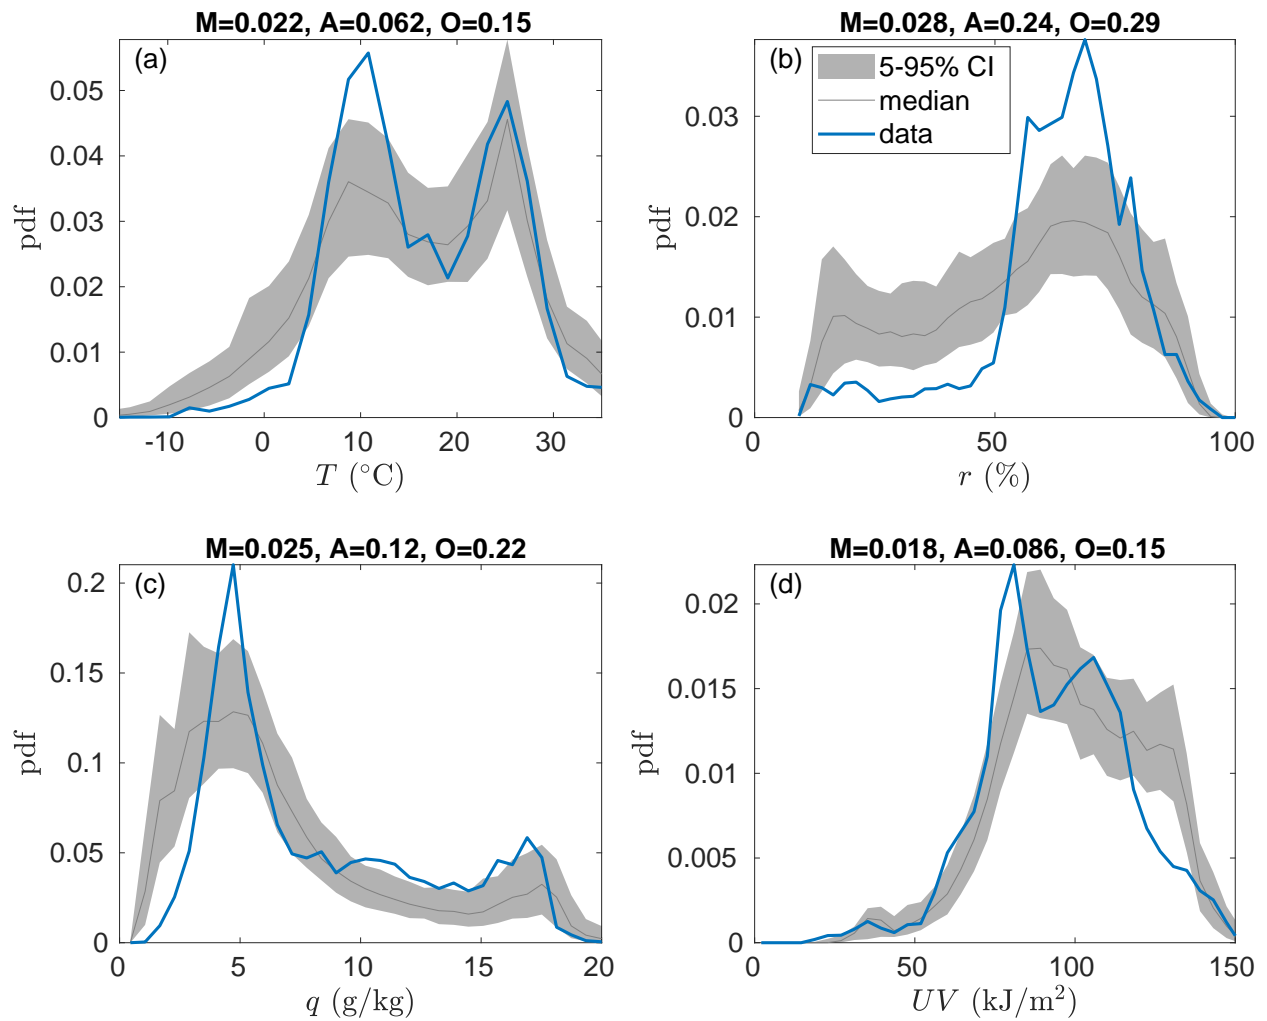 M=0.022, A=0.062, O=0.15
(a)
0.05
0.04
0.03
0.02
0.01
0
pdf
-10 0 10 20 30
T (°C)
M=0.028, A=0.24, O=0.29
(b)
5-95% CI
median
data
0.03
0.02
0.01
0
pdf
0 50 100
r (%)
M=0.025, A=0.12, O=0.22
(c)
0.2
0.15
0.1
0.05
0
pdf
0 5 10 15 20
q (g/kg)
M=0.018, A=0.086, O=0.15
(d)
0.02
0.015
0.01
0.005
0
pdf
0 50 100 150
UV (kJ/m²)